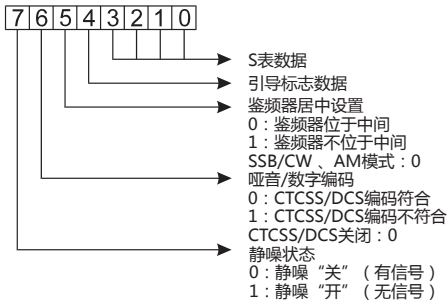 7 6 5 4 3 2 1 0
S表数据
引导标志数据
鉴频器居中设置
0：鉴频器位于中间
1：鉴频器不位于中间
SSB/CW 、AM模式：0
哑音/数字编码
0：CTCSS/DCS编码符合
1：CTCSS/DCS编码不符合
CTCSS/DCS关闭：0
静噪状态
0：静噪“关”（有信号）
1：静噪“开”（无信号）